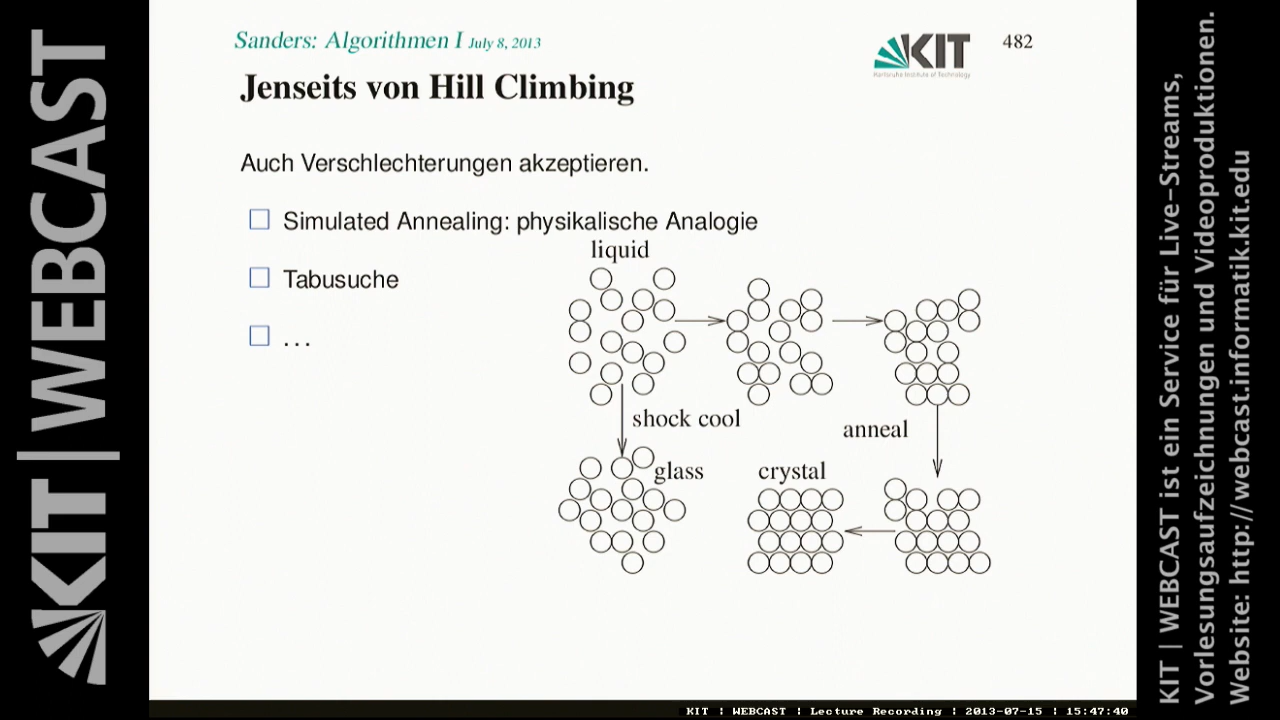 Sanders: Algorithmen I July 8, 2013
KIT
Karlsruhe Institute of Technology
482
Jenseits von Hill Climbing
Auch Verschlechterungen akzeptieren.
Simulated Annealing: physikalische Analogie
liquid
Tabusuche
...
shock cool
anneal
glass
crystal
KIT | WEBCAST
KIT | WEBCAST ist ein Service für Live-Streams,
Vorlesungsaufzeichnungen und Videoproduktionen.
Website: http://webcast.informatik.kit.edu
KIT | WEBCAST | Lecture Recording | 2013-07-15 | 15:47:40